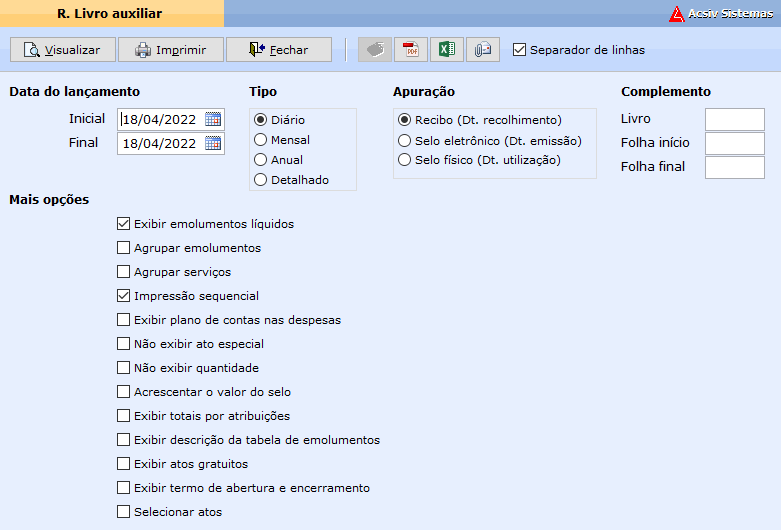 R. Livro auxiliar
Acsiv Sistemas
Visualizar Imprimir Fechar PDF Separador de linhas
Data do lançamento Tipo Apuração Complemento
Inicial 18/04/2022 Diário Recibo (Dt. recolhimento) Livro
Final 18/04/2022 Mensal Selo eletrônico (Dt. emissão) Folha início
Anual Selo físico (Dt. utilização) Folha final
Detalhado
Mais opções
Exibir emolumentos líquidos
Agrupar emolumentos
Agrupar serviços
Impressão sequencial
Exibir plano de contas nas despesas
Não exibir ato especial
Não exibir quantidade
Acrescentar o valor do selo
Exibir totais por atribuições
Exibir descrição da tabela de emolumentos
Exibir atos gratuitos
Exibir termo de abertura e encerramento
Selecionar atos